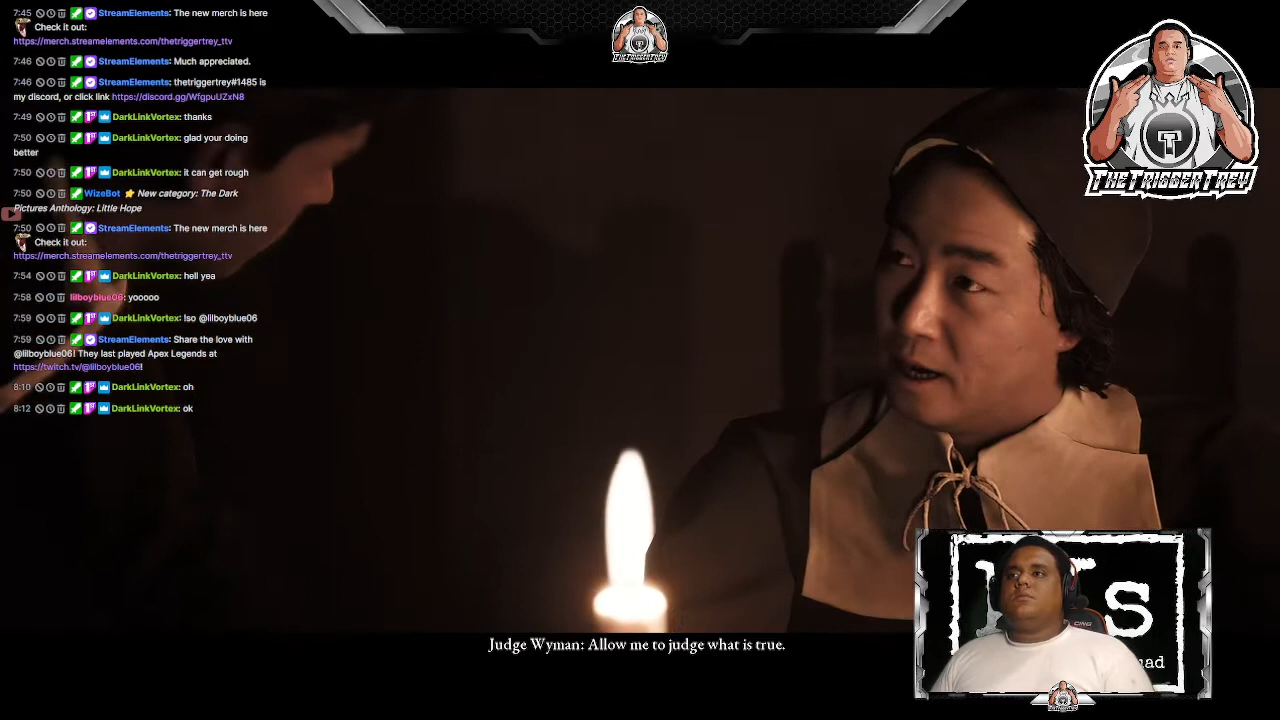 7:45 StreamElements: The new merch is here
Check it out:
https://merch.streamelements.com/thetriggertrey_ttv
7:46 StreamElements: Much appreciated.
7:46 StreamElements: thetriggertrey#1485 is
my discord, or click link https://discord.gg/WfgpuUZxN8
7:49 DarkLinkVortex: thanks
7:50 DarkLinkVortex: glad your doing
better
7:50 DarkLinkVortex: it can get rough
7:50 WizeBot ⭐ New category: The Dark
Pictures Anthology: Little Hope
7:50 StreamElements: The new merch is here
Check it out:
https://merch.streamelements.com/thetriggertrey_ttv
7:54 DarkLinkVortex: hell yea
7:58 lilboyblue06: yooooo
7:59 DarkLinkVortex: !so @lilboyblue06
7:59 StreamElements: Share the love with
@lilboyblue06! They last played Apex Legends at
https://twitch.tv/@lilboyblue06!
8:10 DarkLinkVortex: oh
8:12 DarkLinkVortex: ok
THETRIGGERTREY
T
THETRIGGERTREY
Judge Wyman: Allow me to judge what is true.